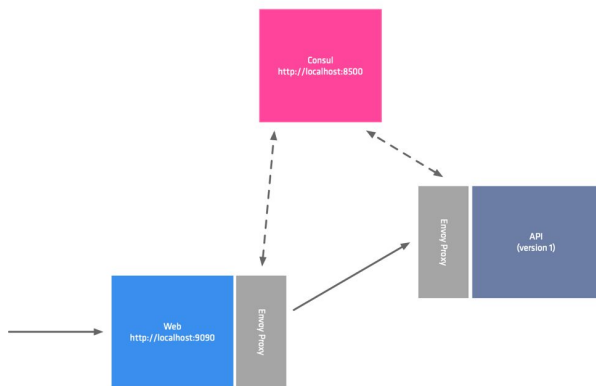 Consul
http://localhost:8500
Envoy Proxy
API
(version 1)
Web
http://localhost:9090
Envoy Proxy